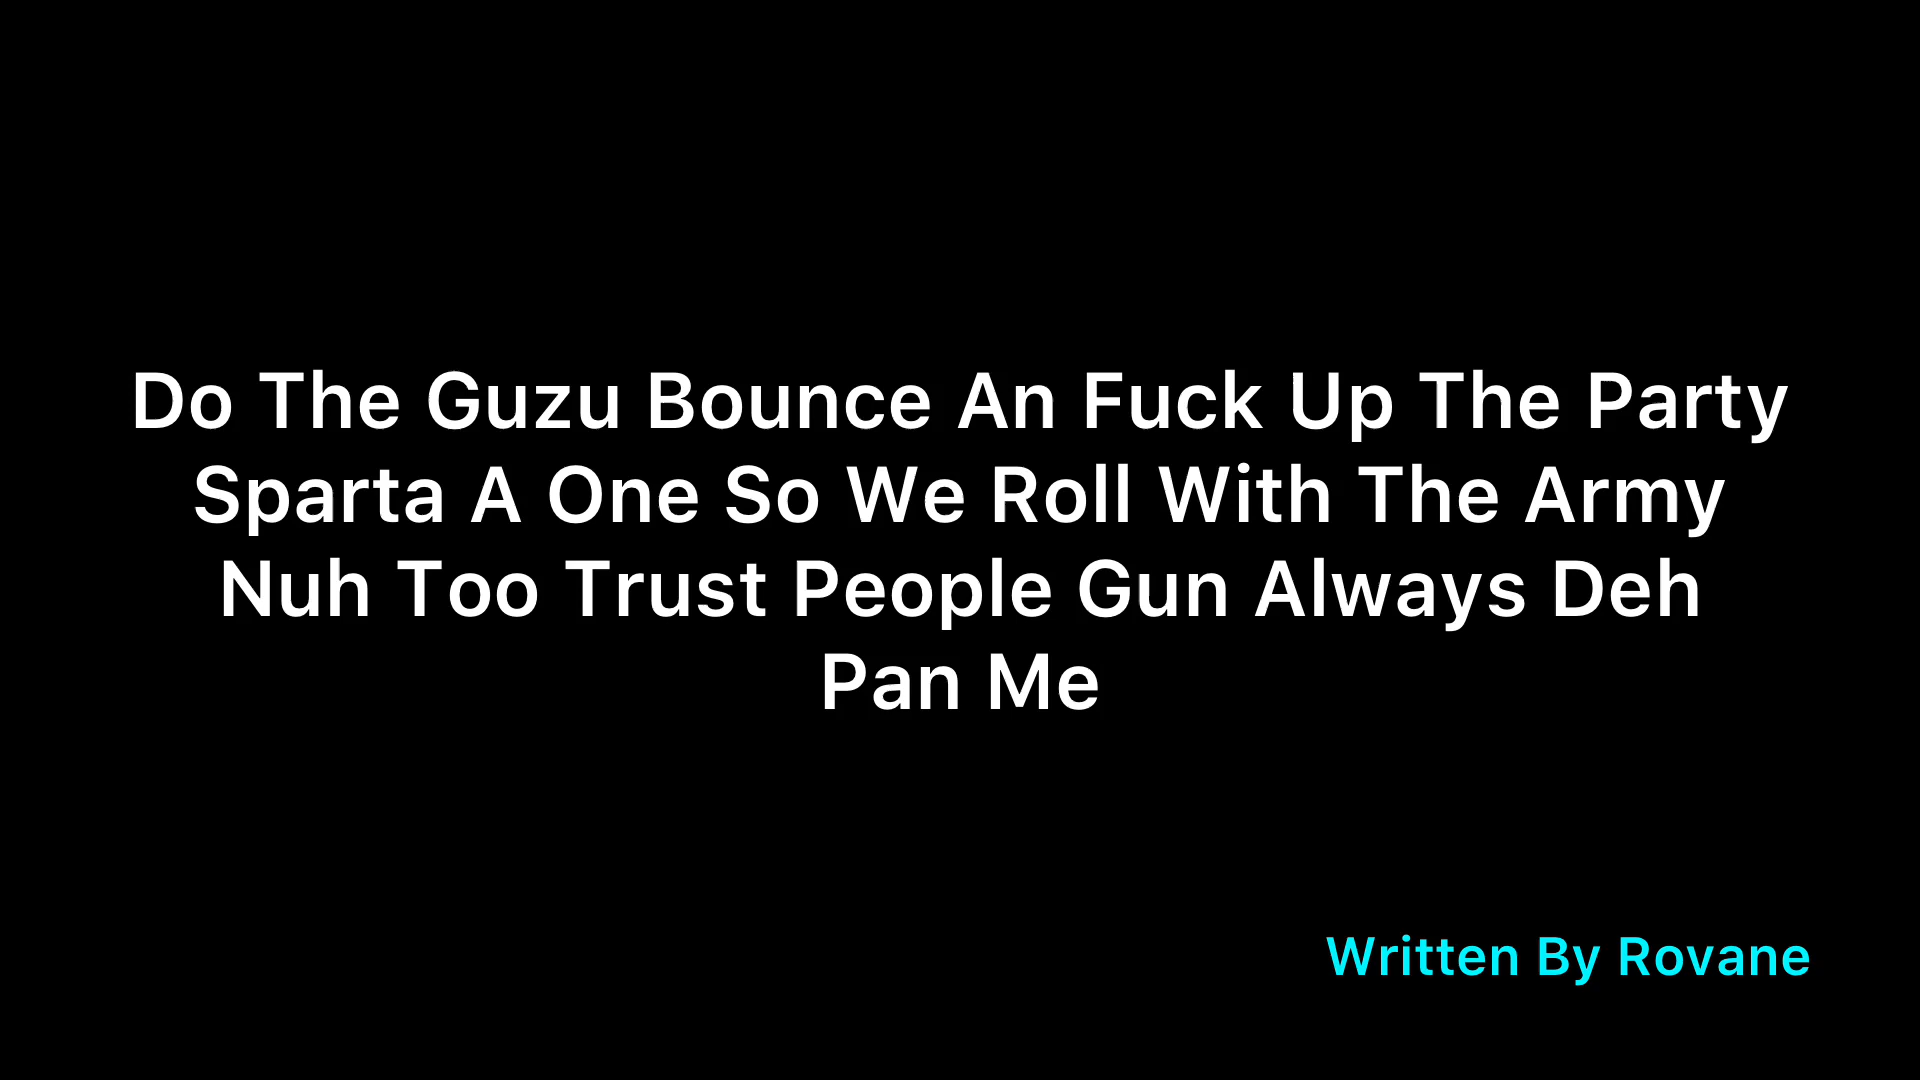 Do The Guzu Bounce An Fuck Up The Party
Sparta A One So We Roll With The Army
Nuh Too Trust People Gun Always Deh
Pan Me
Written By Rovane